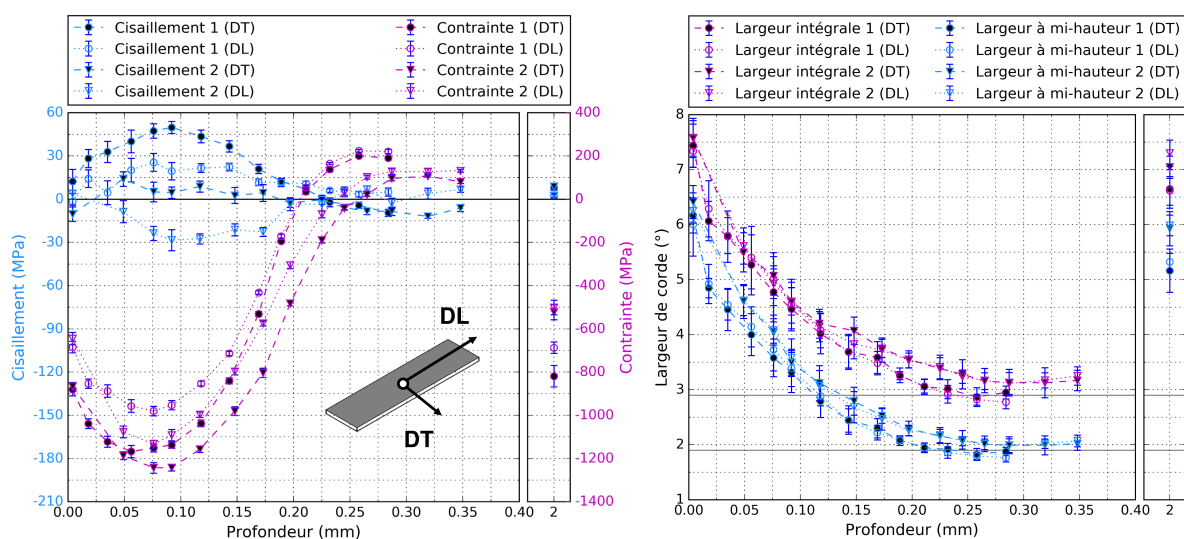 Cisaillement 1 (DT)
Cisaillement 1 (DL)
Cisaillement 2 (DT)
Cisaillement 2 (DL)
Contrainte 1 (DT)
Contrainte 1 (DL)
Contrainte 2 (DT)
Contrainte 2 (DL)
60
30
0
-30
-60
-90
-120
-150
-180
-210
Cisaillement (MPa)
400
200
0
-200
-400
-600
-800
-1000
-1200
-1400
Contrainte (MPa)
DL
DT
0.00
0.05
0.10
0.15
0.20
0.25
0.30
0.35
0.40
2
Profondeur (mm)
Largeur intégrale 1 (DT)
Largeur intégrale 1 (DL)
Largeur intégrale 2 (DT)
Largeur intégrale 2 (DL)
Largeur à mi-hauteur 1 (DT)
Largeur à mi-hauteur 1 (DL)
Largeur à mi-hauteur 2 (DT)
Largeur à mi-hauteur 2 (DL)
8
7
6
5
4
3
2
1
Largeur de corde (°)
0.00
0.05
0.10
0.15
0.20
0.25
0.30
0.35
0.40
2
Profondeur (mm)